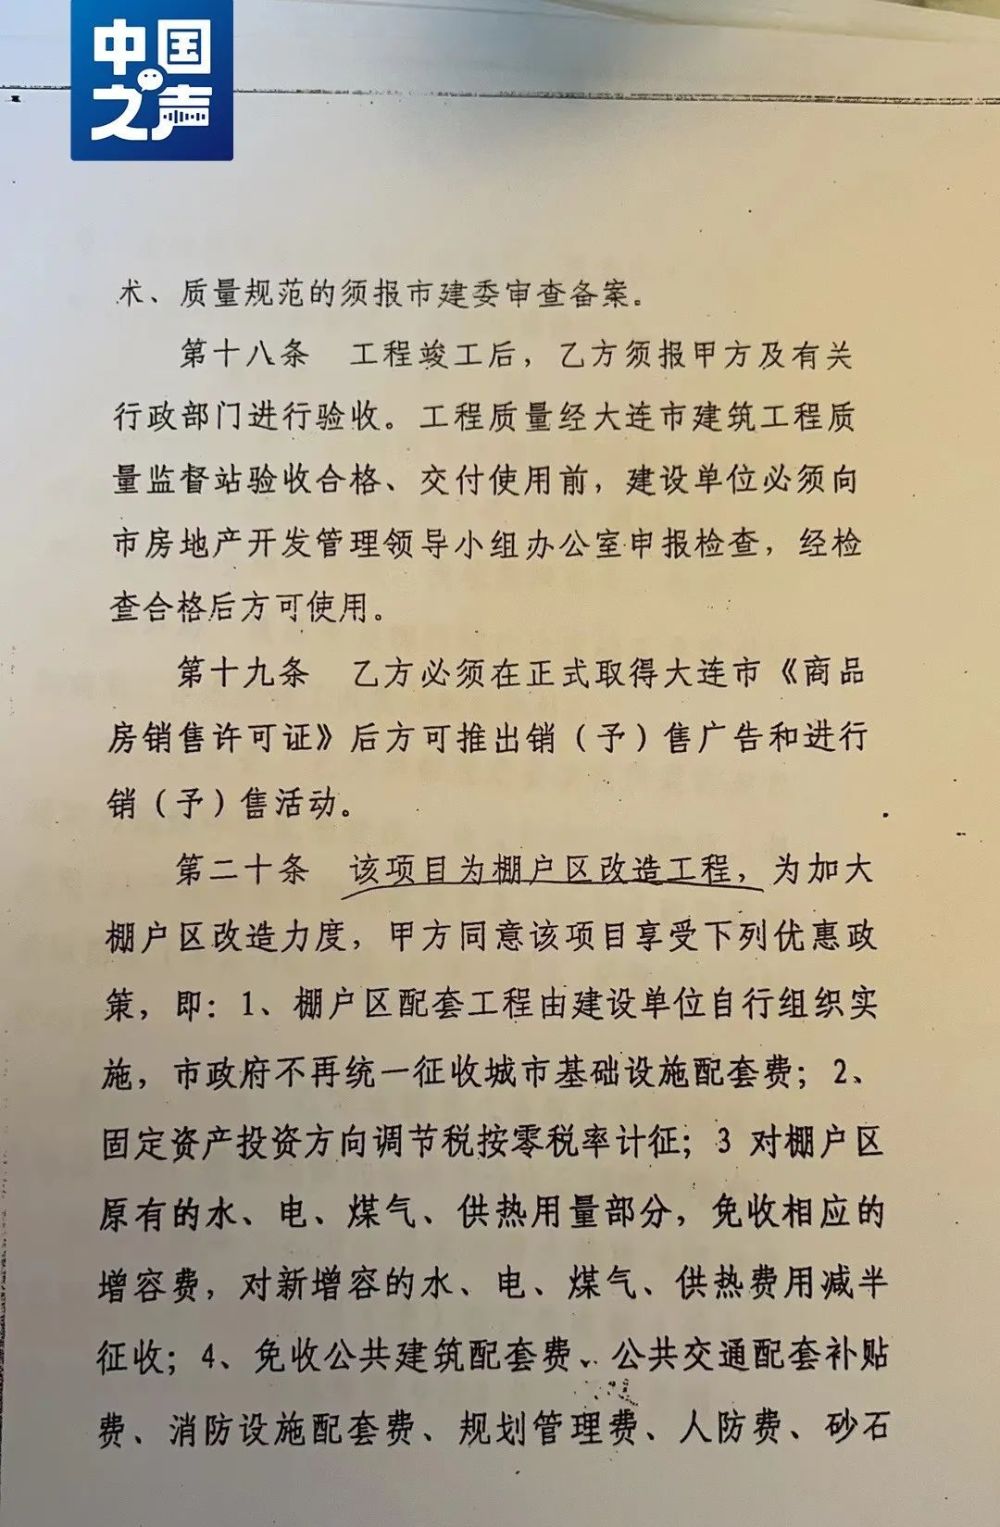 中国之声
术、质量规范的须报市建委审查备案。
第十八条 工程竣工后，乙方须报甲方及有关
行政部门进行验收。工程质量经大连市建筑工程质
量监督站验收合格、交付使用前，建设单位必须向
市房地产开发管理领导小组办公室申报检查，经检
查合格后方可使用。
第十九条 乙方必须在正式取得大连市《商品
房销售许可证》后方可推出销（予）售广告和进行
销（予）售活动。
第二十条 该项目为棚户区改造工程，为加大
棚户区改造力度，甲方同意该项目享受下列优惠政
策，即：1、棚户区配套工程由建设单位自行组织实
施，市政府不再统一征收城市基础设施配套费；2、
固定资产投资方向调节税按零税率计征；3 对棚户区
原有的水、电、煤气、供热用量部分，免收相应的
增容费，对新增容的水、电、煤气、供热费用减半
征收；4、免收公共建筑配套费、公共交通配套补贴
费、消防设施配套费、规划管理费、人防费、砂石